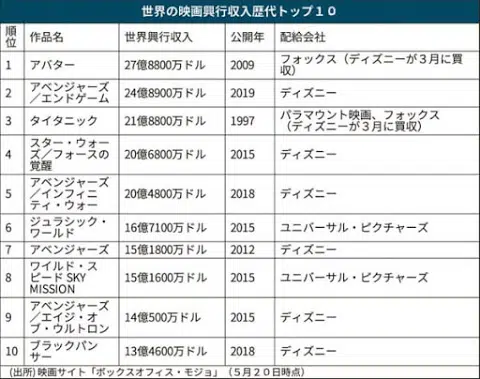 世界の映画興行収入歴代トップ１０
順位 作品名 世界興行収入 公開年 配給会社
1 アバター 27億8800万ドル 2009 フォックス（ディズニーが３月に買収）
2 アベンジャーズ／エンドゲーム 24億8900万ドル 2019 ディズニー
3 タイタニック 21億8800万ドル 1997 パラマウント映画、フォックス（ディズニーが３月に買収）
4 スター・ウォーズ／フォースの覚醒 20億6800万ドル 2015 ディズニー
5 アベンジャーズ／インフィニティ・ウォー 20億4800万ドル 2018 ディズニー
6 ジュラシック・ワールド 16億7100万ドル 2015 ユニバーサル・ピクチャーズ
7 アベンジャーズ 15億1800万ドル 2012 ディズニー
8 ワイルド・スピード SKY MISSION 15億1600万ドル 2015 ユニバーサル・ピクチャーズ
9 アベンジャーズ／エイジ・オブ・ウルトロン 14億500万ドル 2015 ディズニー
10 ブラックパンサー 13億4600万ドル 2018 ディズニー
(出所) 映画サイト「ボックスオフィス・モジョ」（５月２０日時点）